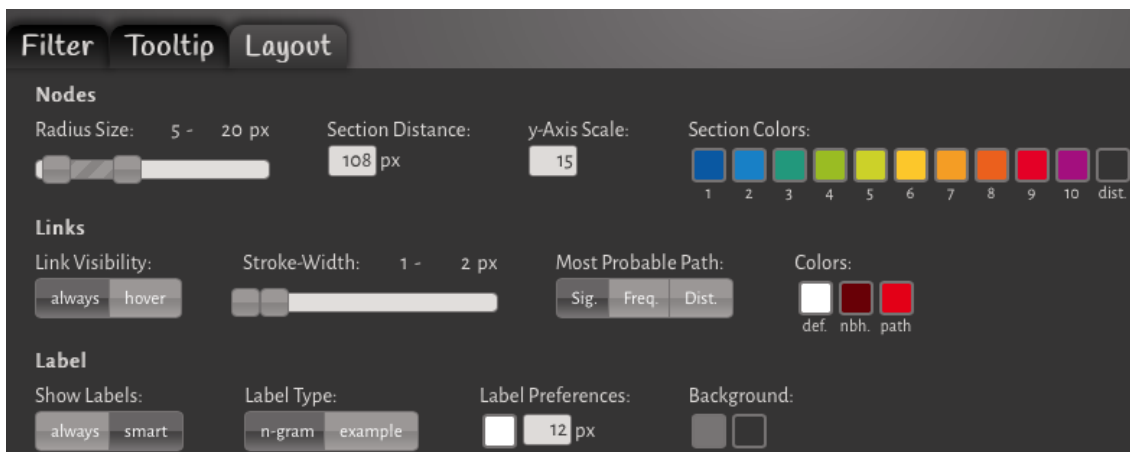 Filter Tooltip Layout
Nodes
Radius Size: 5 - 20 px Section Distance: y-Axis Scale: Section Colors:
108 px 15
1 2 3 4 5 6 7 8 9 10 dist.
Links
Link Visibility: Stroke-Width: 1 - 2 px Most Probable Path: Colors:
always hover Sig. Freq. Dist.
def. nbh. path
Label
Show Labels: Label Type: Label Preferences: Background:
always smart n-gram example 12 px